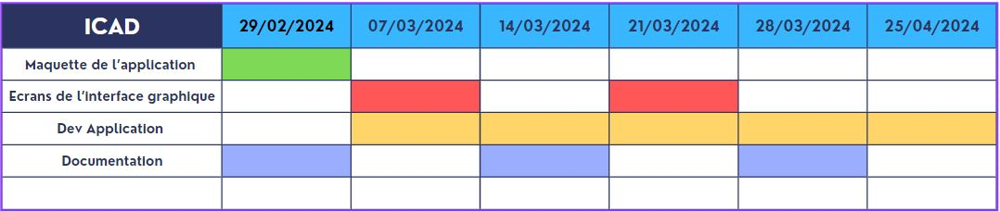 ICAD 29/02/2024 07/03/2024 14/03/2024 21/03/2024 28/03/2024 25/04/2024
Maquette de l'application
Ecrans de l'interface graphique
Dev Application
Documentation